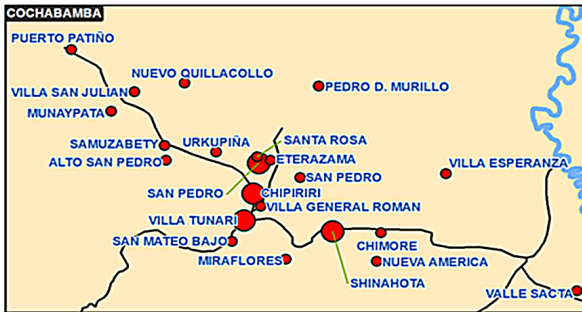 COCHABAMBA
PUERTO PATIÑO
NUEVO QUILLACOLLO
VILLA SAN JULIAN
PEDRO D. MURILLO
MUNAYPATA
SAMUZABETY
URKUPIÑA
SANTA ROSA
ALTO SAN PEDRO
ETERAZAMA
VILLA ESPERANZA
SAN PEDRO
SAN PEDRO
CHIPIRIRI
VILLA GENERAL ROMAN
VILLA TUNARI
SAN MATEO BAJO
CHIMORE
MIRAFLORES
NUEVA AMERICA
SHINAHOTA
VALLE SACTA